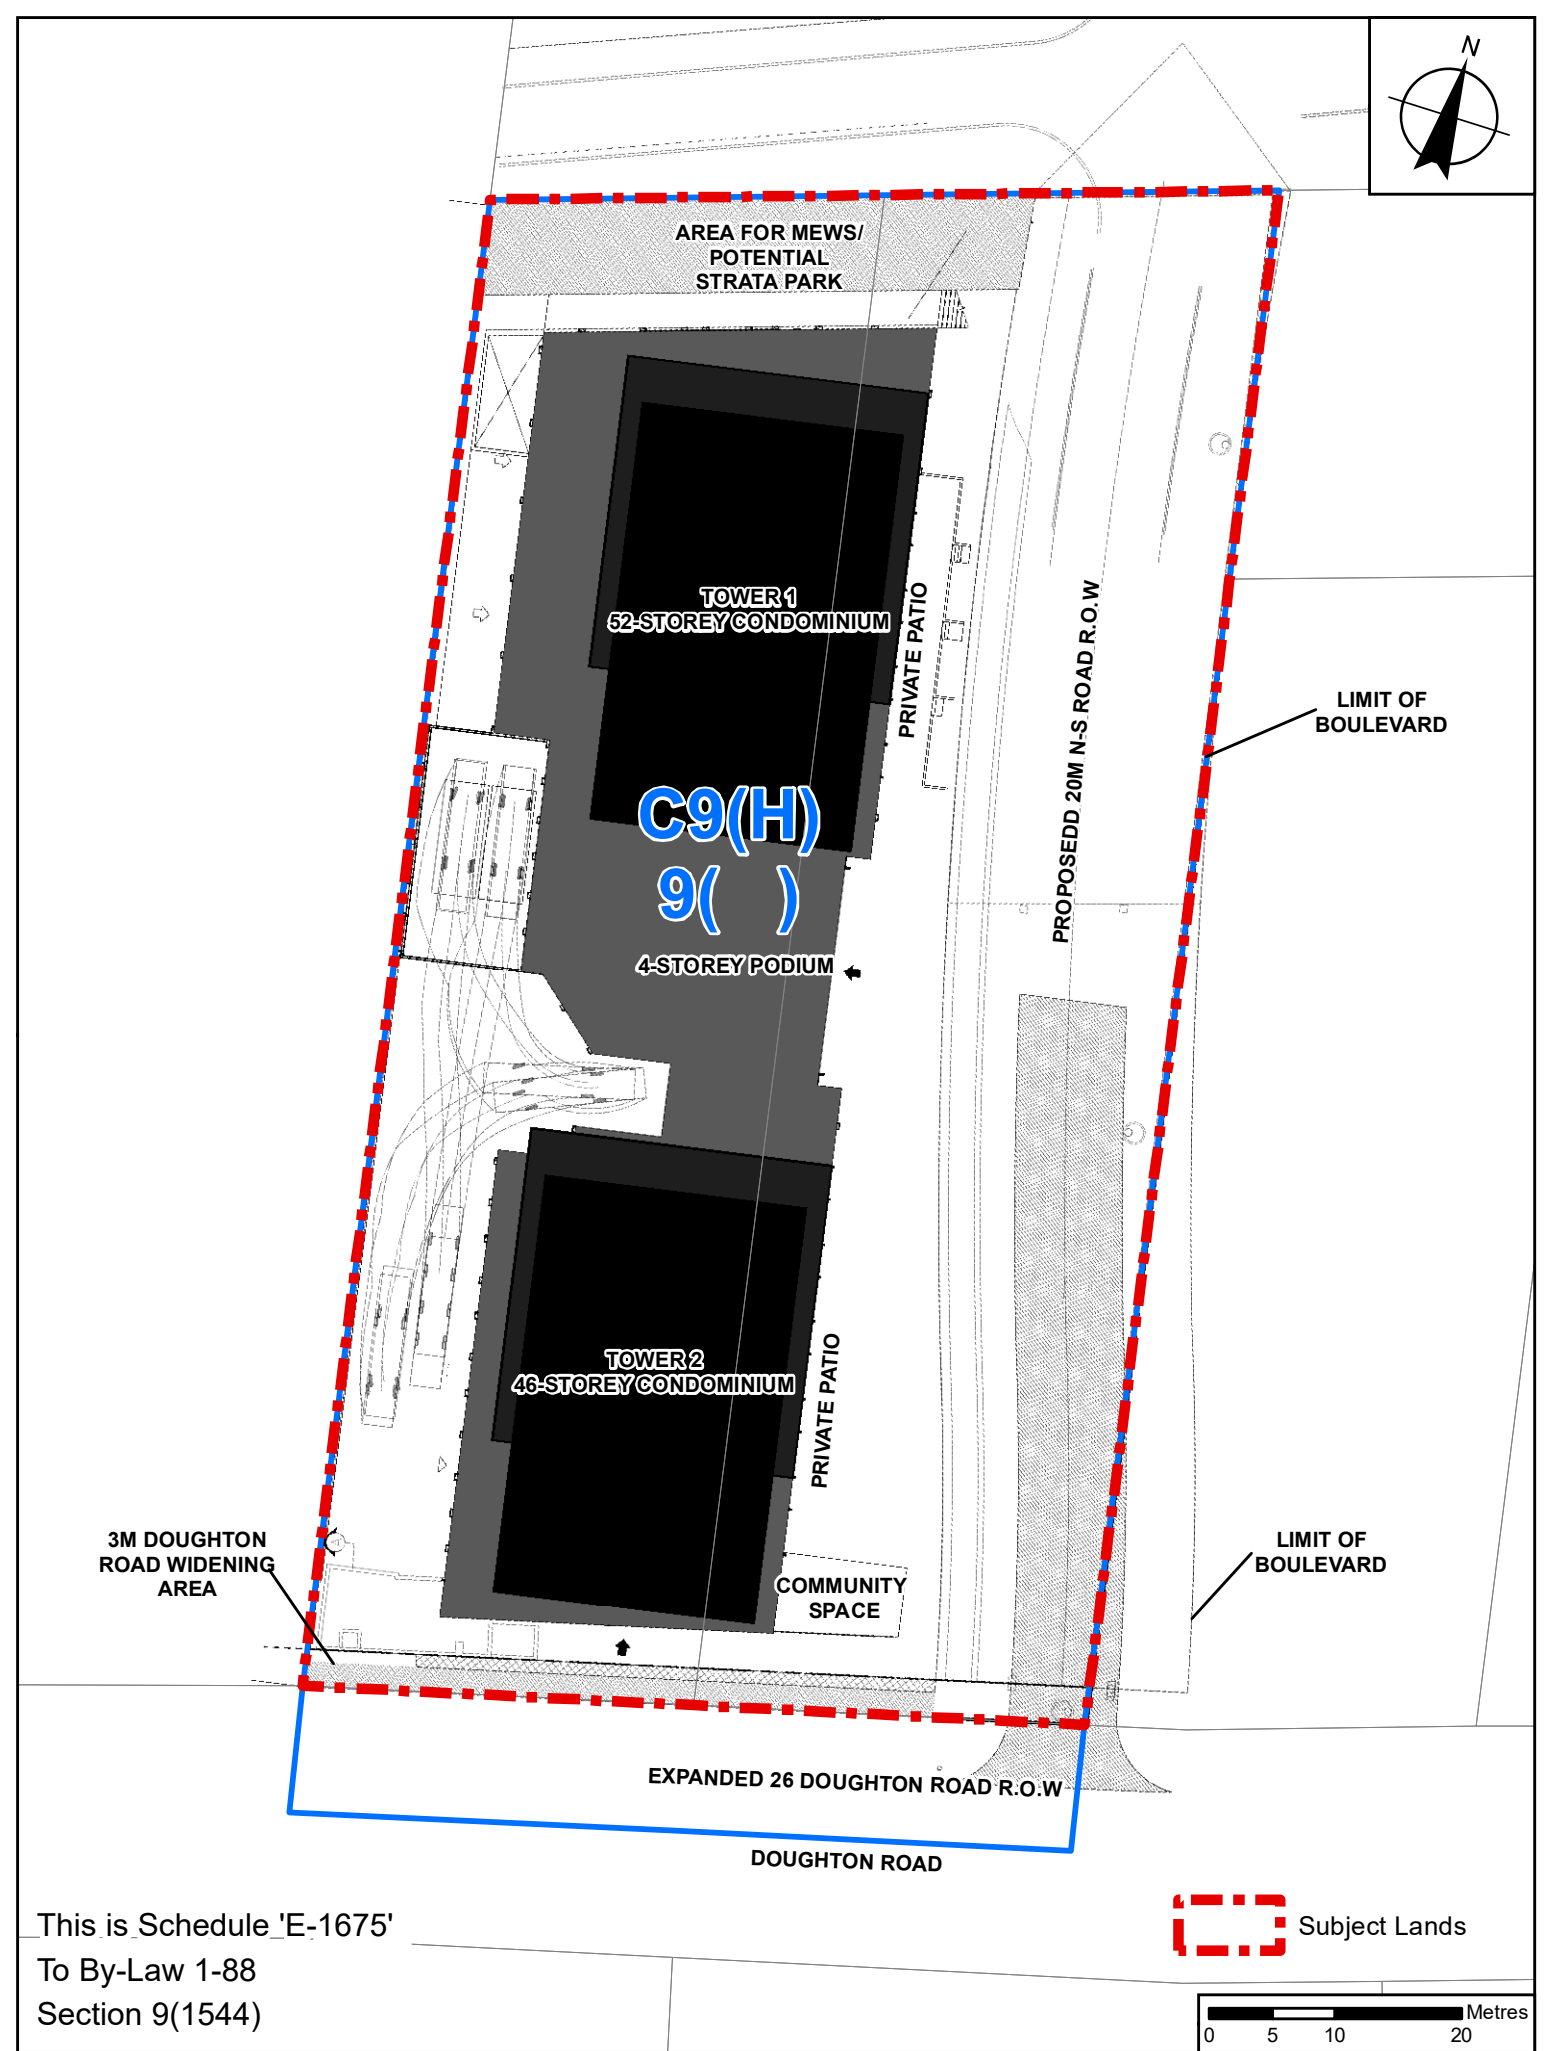 N
AREA FOR MEWS/
POTENTIAL
STRATA PARK
TOWER 1
52-STOREY CONDOMINIUM
PRIVATE PATIO
PROPOSEDD 20M N-S ROAD R.O.W
LIMIT OF
BOULEVARD
C9(H)
9( )
4-STOREY PODIUM
TOWER 2
46-STOREY CONDOMINIUM
PRIVATE PATIO
3M DOUGHTON
ROAD WIDENING
AREA
LIMIT OF
BOULEVARD
COMMUNITY
SPACE
EXPANDED 26 DOUGHTON ROAD R.O.W
DOUGHTON ROAD
This is Schedule 'E-1675'
To By-Law 1-88
Section 9(1544)
Subject Lands
Metres
0 5 10 20